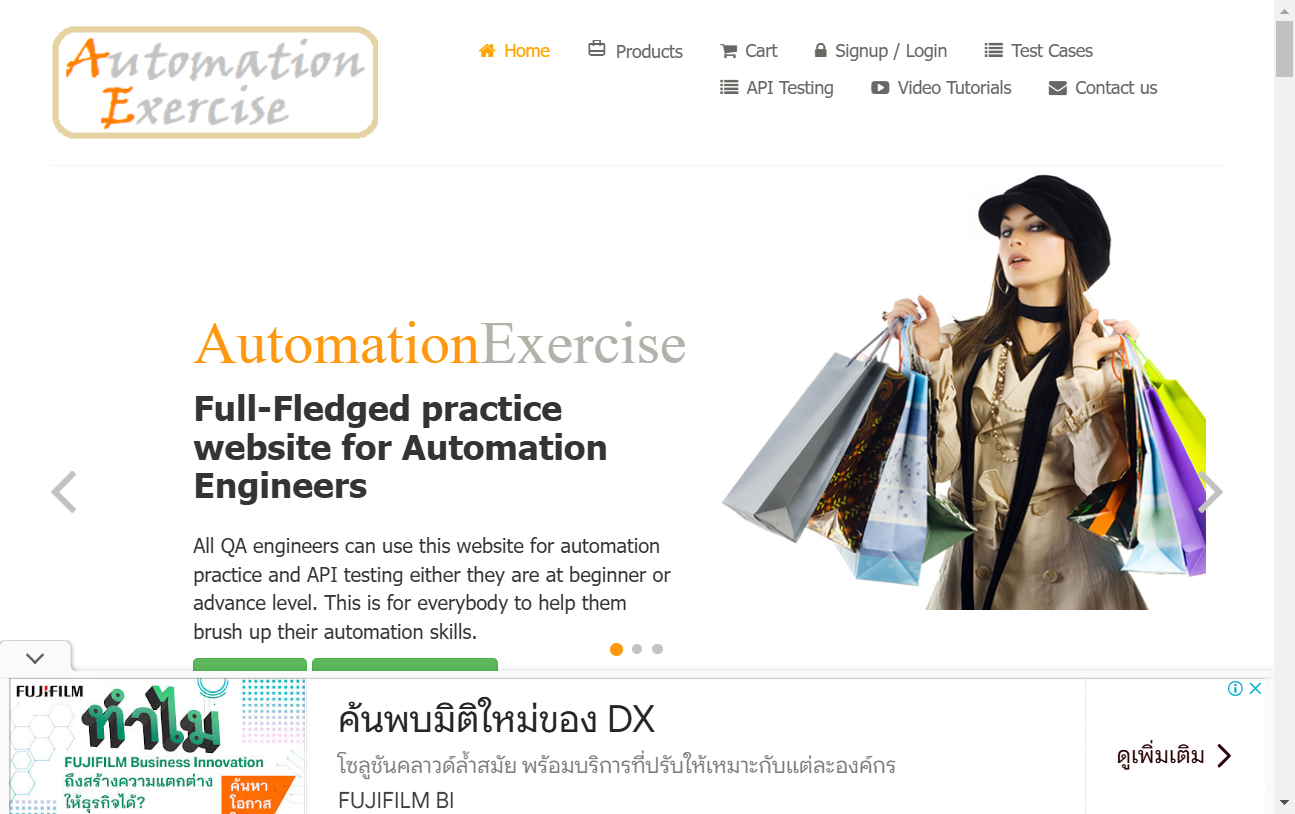 Automation
Exercise
Home
Products
Cart
Signup / Login
Test Cases
API Testing
Video Tutorials
Contact us
AutomationExercise
Full-Fledged practice
website for Automation
Engineers
All QA engineers can use this website for automation
practice and API testing either they are at beginner or
advance level. This is for everybody to help them
brush up their automation skills.
FUJIFILM
ทำไม
FUJIFILM Business Innovation
ถึงสร้างความแตกต่าง
ให้ธุรกิจได้?
ค้นหา
โอกาส
ค้นพบมิติใหม่ของ DX
โซลูชันคลาวด์ล้ำสมัย พร้อมบริการที่ปรับให้เหมาะกับแต่ละองค์กร
FUJIFILM BI
ดูเพิ่มเติม